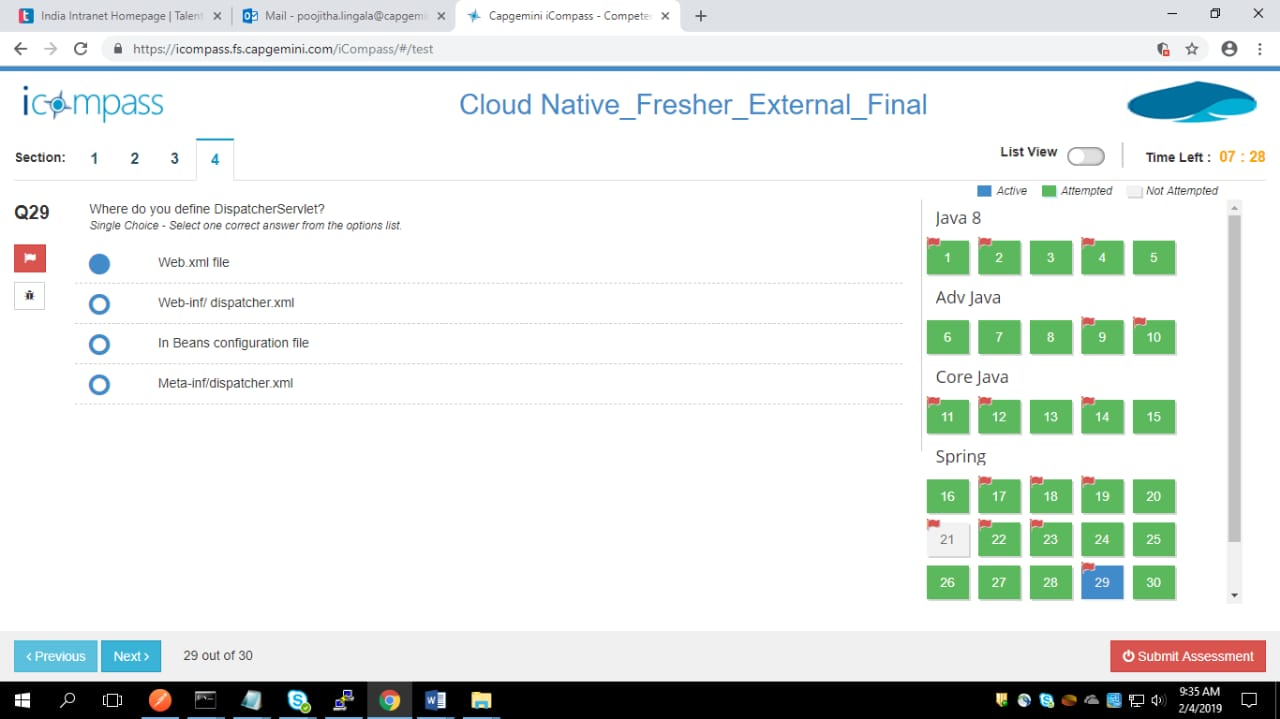 India Intranet Homepage | Talent
Mail - poojitha.lingala@capgemini
Capgemini iCompass - Compete
https://icompass.fs.capgemini.com/iCompass/#/test
icompass
Cloud Native_Fresher_External_Final
Section: 1 2 3 4
List View
Time Left : 07 : 28
Active Attempted Not Attempted
Q29
Where do you define DispatcherServlet?
Single Choice - Select one correct answer from the options list.
Web.xml file
Web-inf/ dispatcher.xml
In Beans configuration file
Meta-inf/dispatcher.xml
Java 8
1 2 3 4 5
Adv Java
6 7 8 9 10
Core Java
11 12 13 14 15
Spring
16 17 18 19 20
21 22 23 24 25
26 27 28 29 30
< Previous
Next >
29 out of 30
Submit Assessment
9:35 AM
2/4/2019